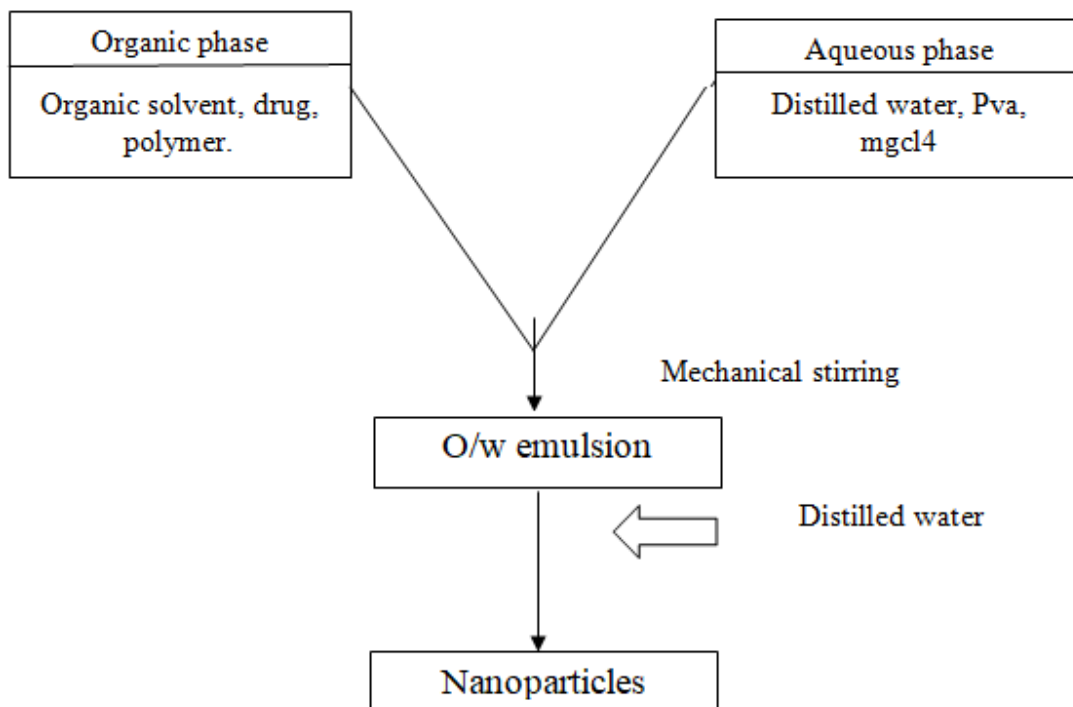 Organic phase
Organic solvent, drug,
polymer.
Aqueous phase
Distilled water, Pva,
mgcl4
Mechanical stirring
O/w emulsion
Distilled water
Nanoparticles